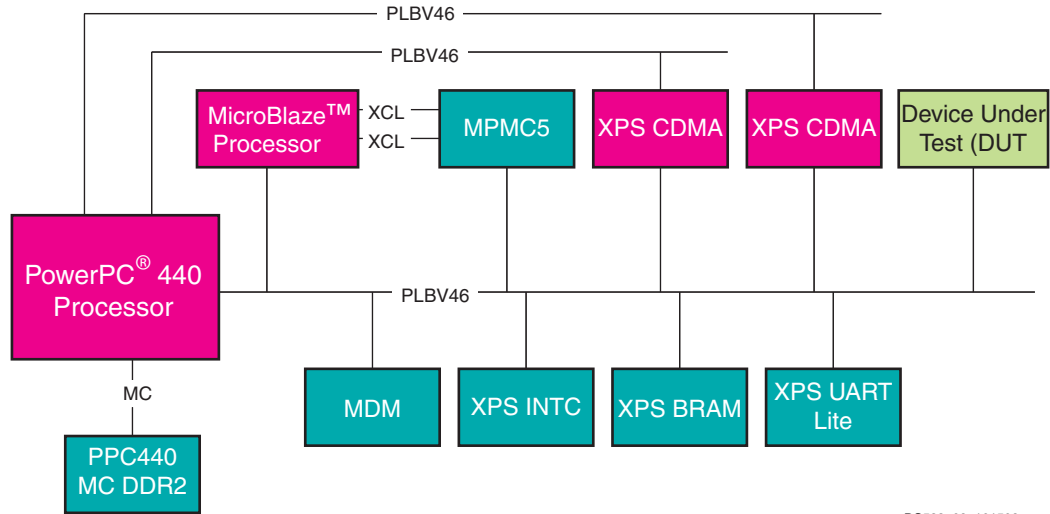 PLBV46
PLBV46
MicroBlaze™
Processor
XCL
XCL
MPMC5
XPS CDMA
XPS CDMA
Device Under
Test (DUT
PowerPC® 440
Processor
PLBV46
MC
MDM
XPS INTC
XPS BRAM
XPS UART
Lite
PPC440
MC DDR2